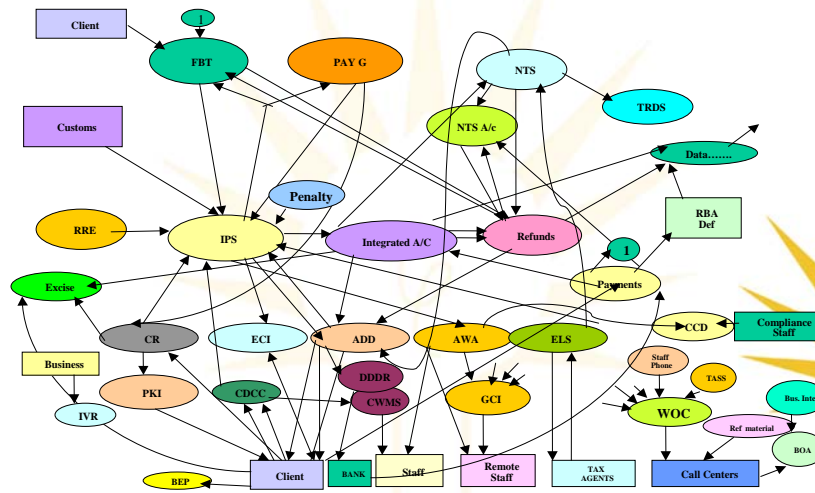 Client
1
FBT
PAY G
NTS
TRDS
Customs
NTS A/c
Data.......
Penalty
RBA
Def
RRE
IPS
Integrated A/C
Refunds
1
Excise
Payments
CR
ECI
ADD
AWA
ELS
CCD
Compliance
Staff
Business
Staff
Phone
DDDR
TASS
PKI
CDCC
CWMS
GCI
Bus. Inte
IVR
WOC
Ref material
BOA
BEP
Client
BANK
Staff
Remote
Staff
TAX
AGENTS
Call Centers